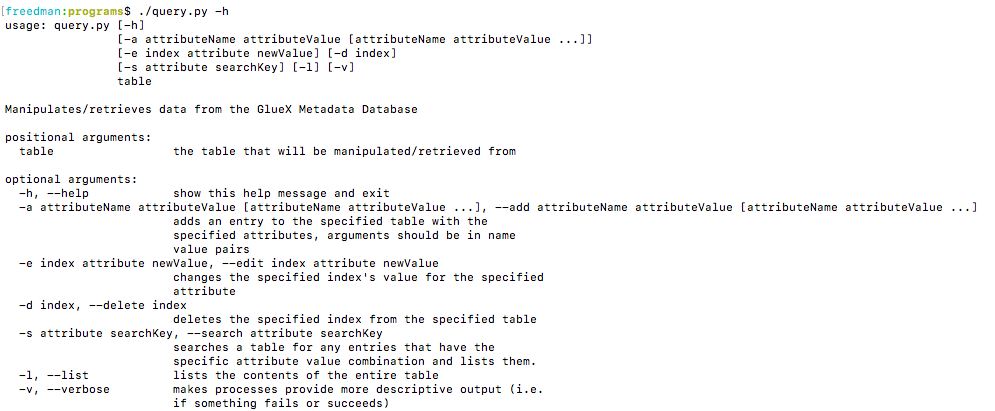 [freedman:programs$ ./query.py -h
usage: query.py [-h]
                [-a attributeName attributeValue [attributeName attributeValue ...]]
                [-e index attribute newValue] [-d index]
                [-s attribute searchKey] [-l] [-v]
                table

Manipulates/retrieves data from the GlueX Metadata Database

positional arguments:
  table                 the table that will be manipulated/retrieved from

optional arguments:
  -h, --help            show this help message and exit
  -a attributeName attributeValue [attributeName attributeValue ...], --add attributeName attributeValue [attributeName attributeValue ...]
                        adds an entry to the specified table with the
                        specified attributes, arguments should be in name
                        value pairs
  -e index attribute newValue, --edit index attribute newValue
                        changes the specified index's value for the specified
                        attribute
  -d index, --delete index
                        deletes the specified index from the specified table
  -s attribute searchKey, --search attribute searchKey
                        searches a table for any entries that have the
                        specific attribute value combination and lists them.
  -l, --list            lists the contents of the entire table
  -v, --verbose         makes processes provide more descriptive output (i.e.
                        if something fails or succeeds)